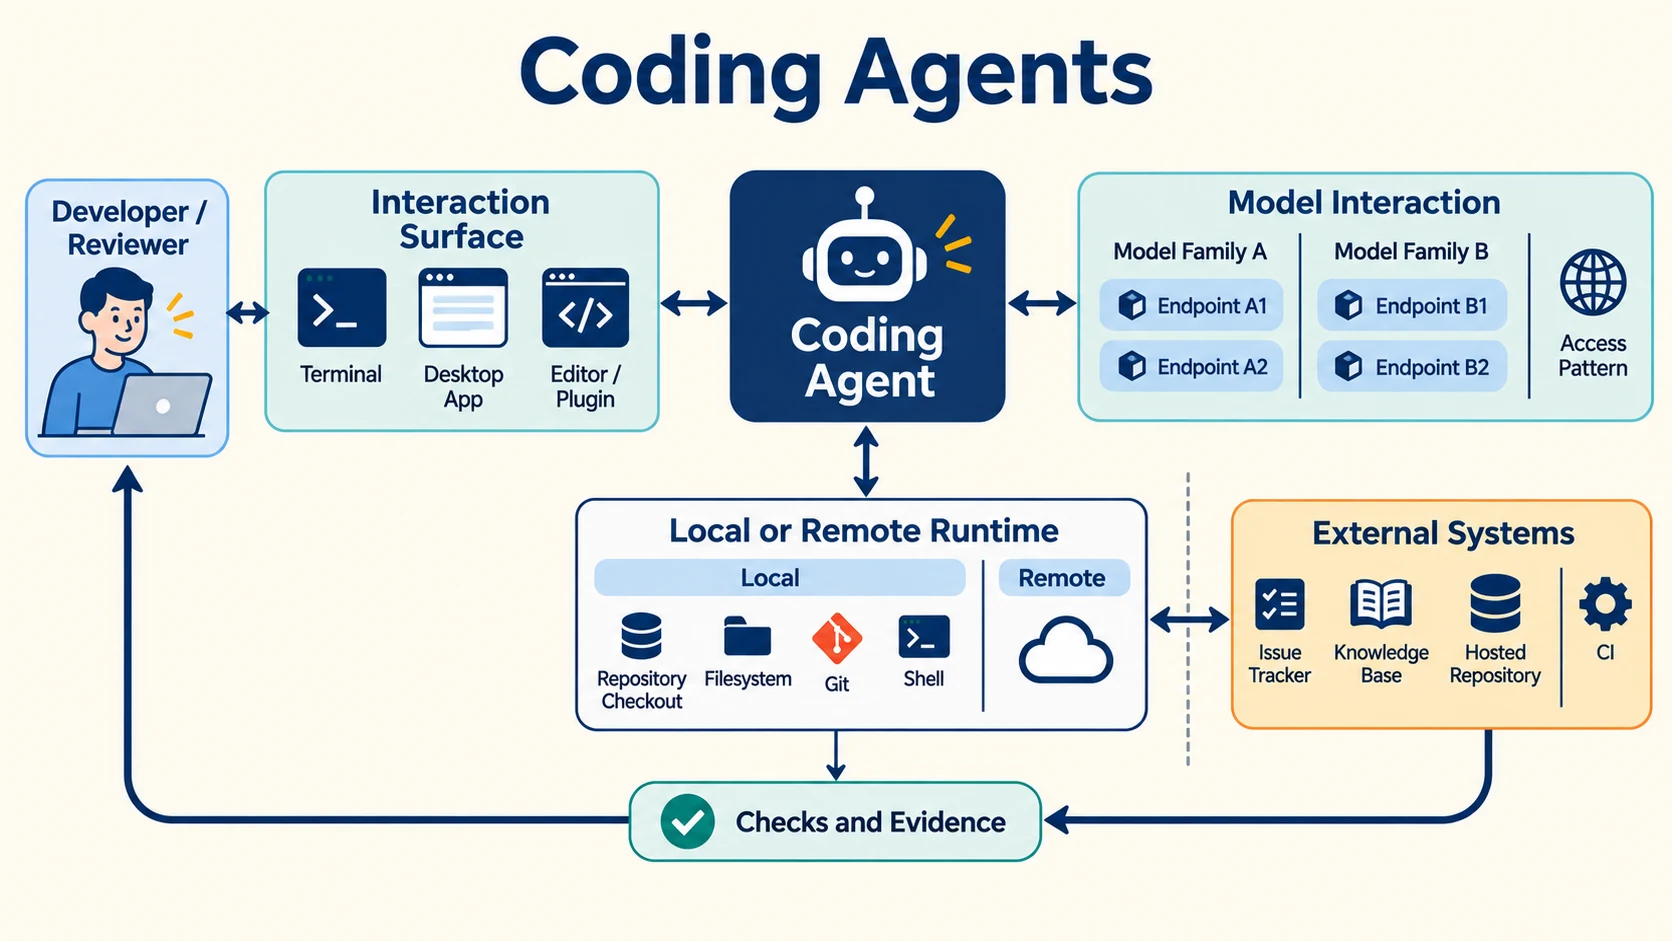 Coding Agents
Developer /
Reviewer
Interaction
Surface
Terminal
Desktop
App
Editor /
Plugin
Coding
Agent
Model Interaction
Model Family A
Endpoint A1
Endpoint A2
Model Family B
Endpoint B1
Endpoint B2
Access
Pattern
Local or Remote Runtime
Local
Repository
Checkout
Filesystem
Git
Shell
Remote
External Systems
Issue
Tracker
Knowledge
Base
Hosted
Repository
CI
Checks and Evidence